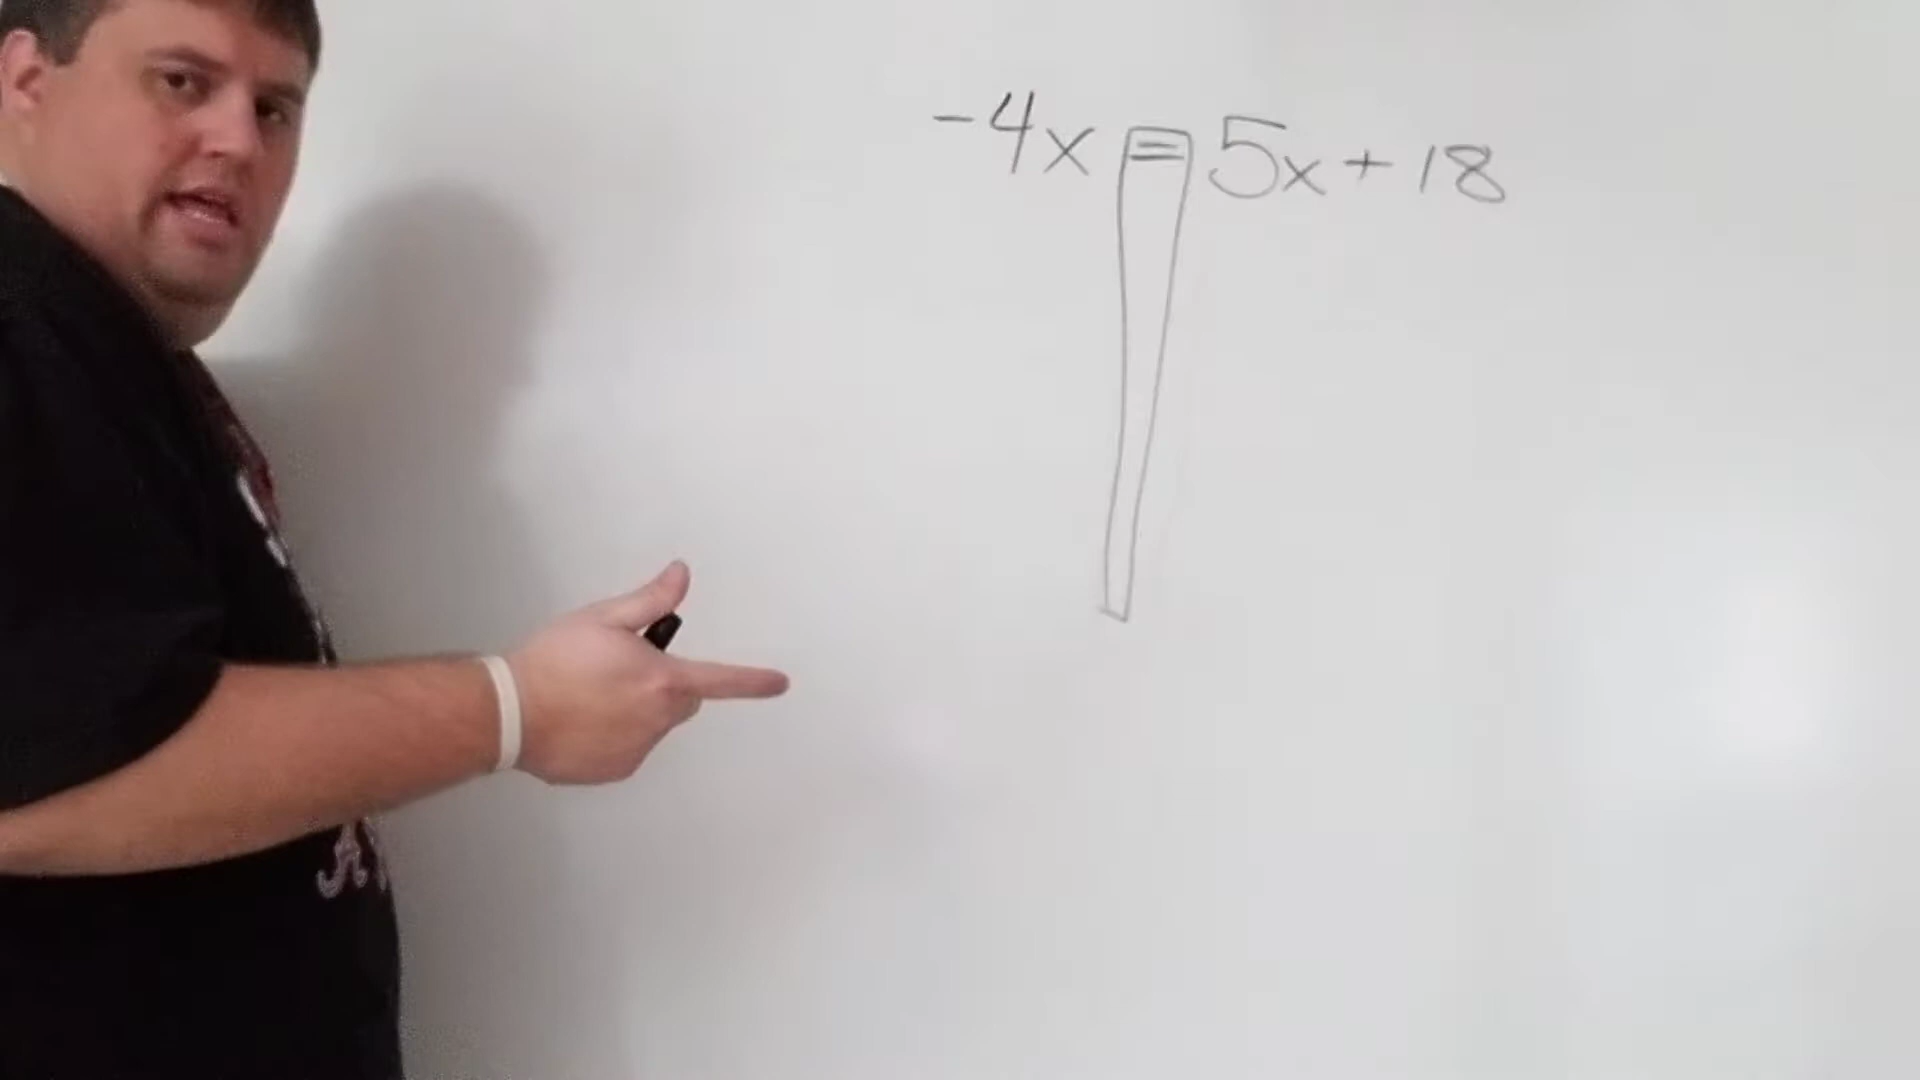 -4x = 5x + 18